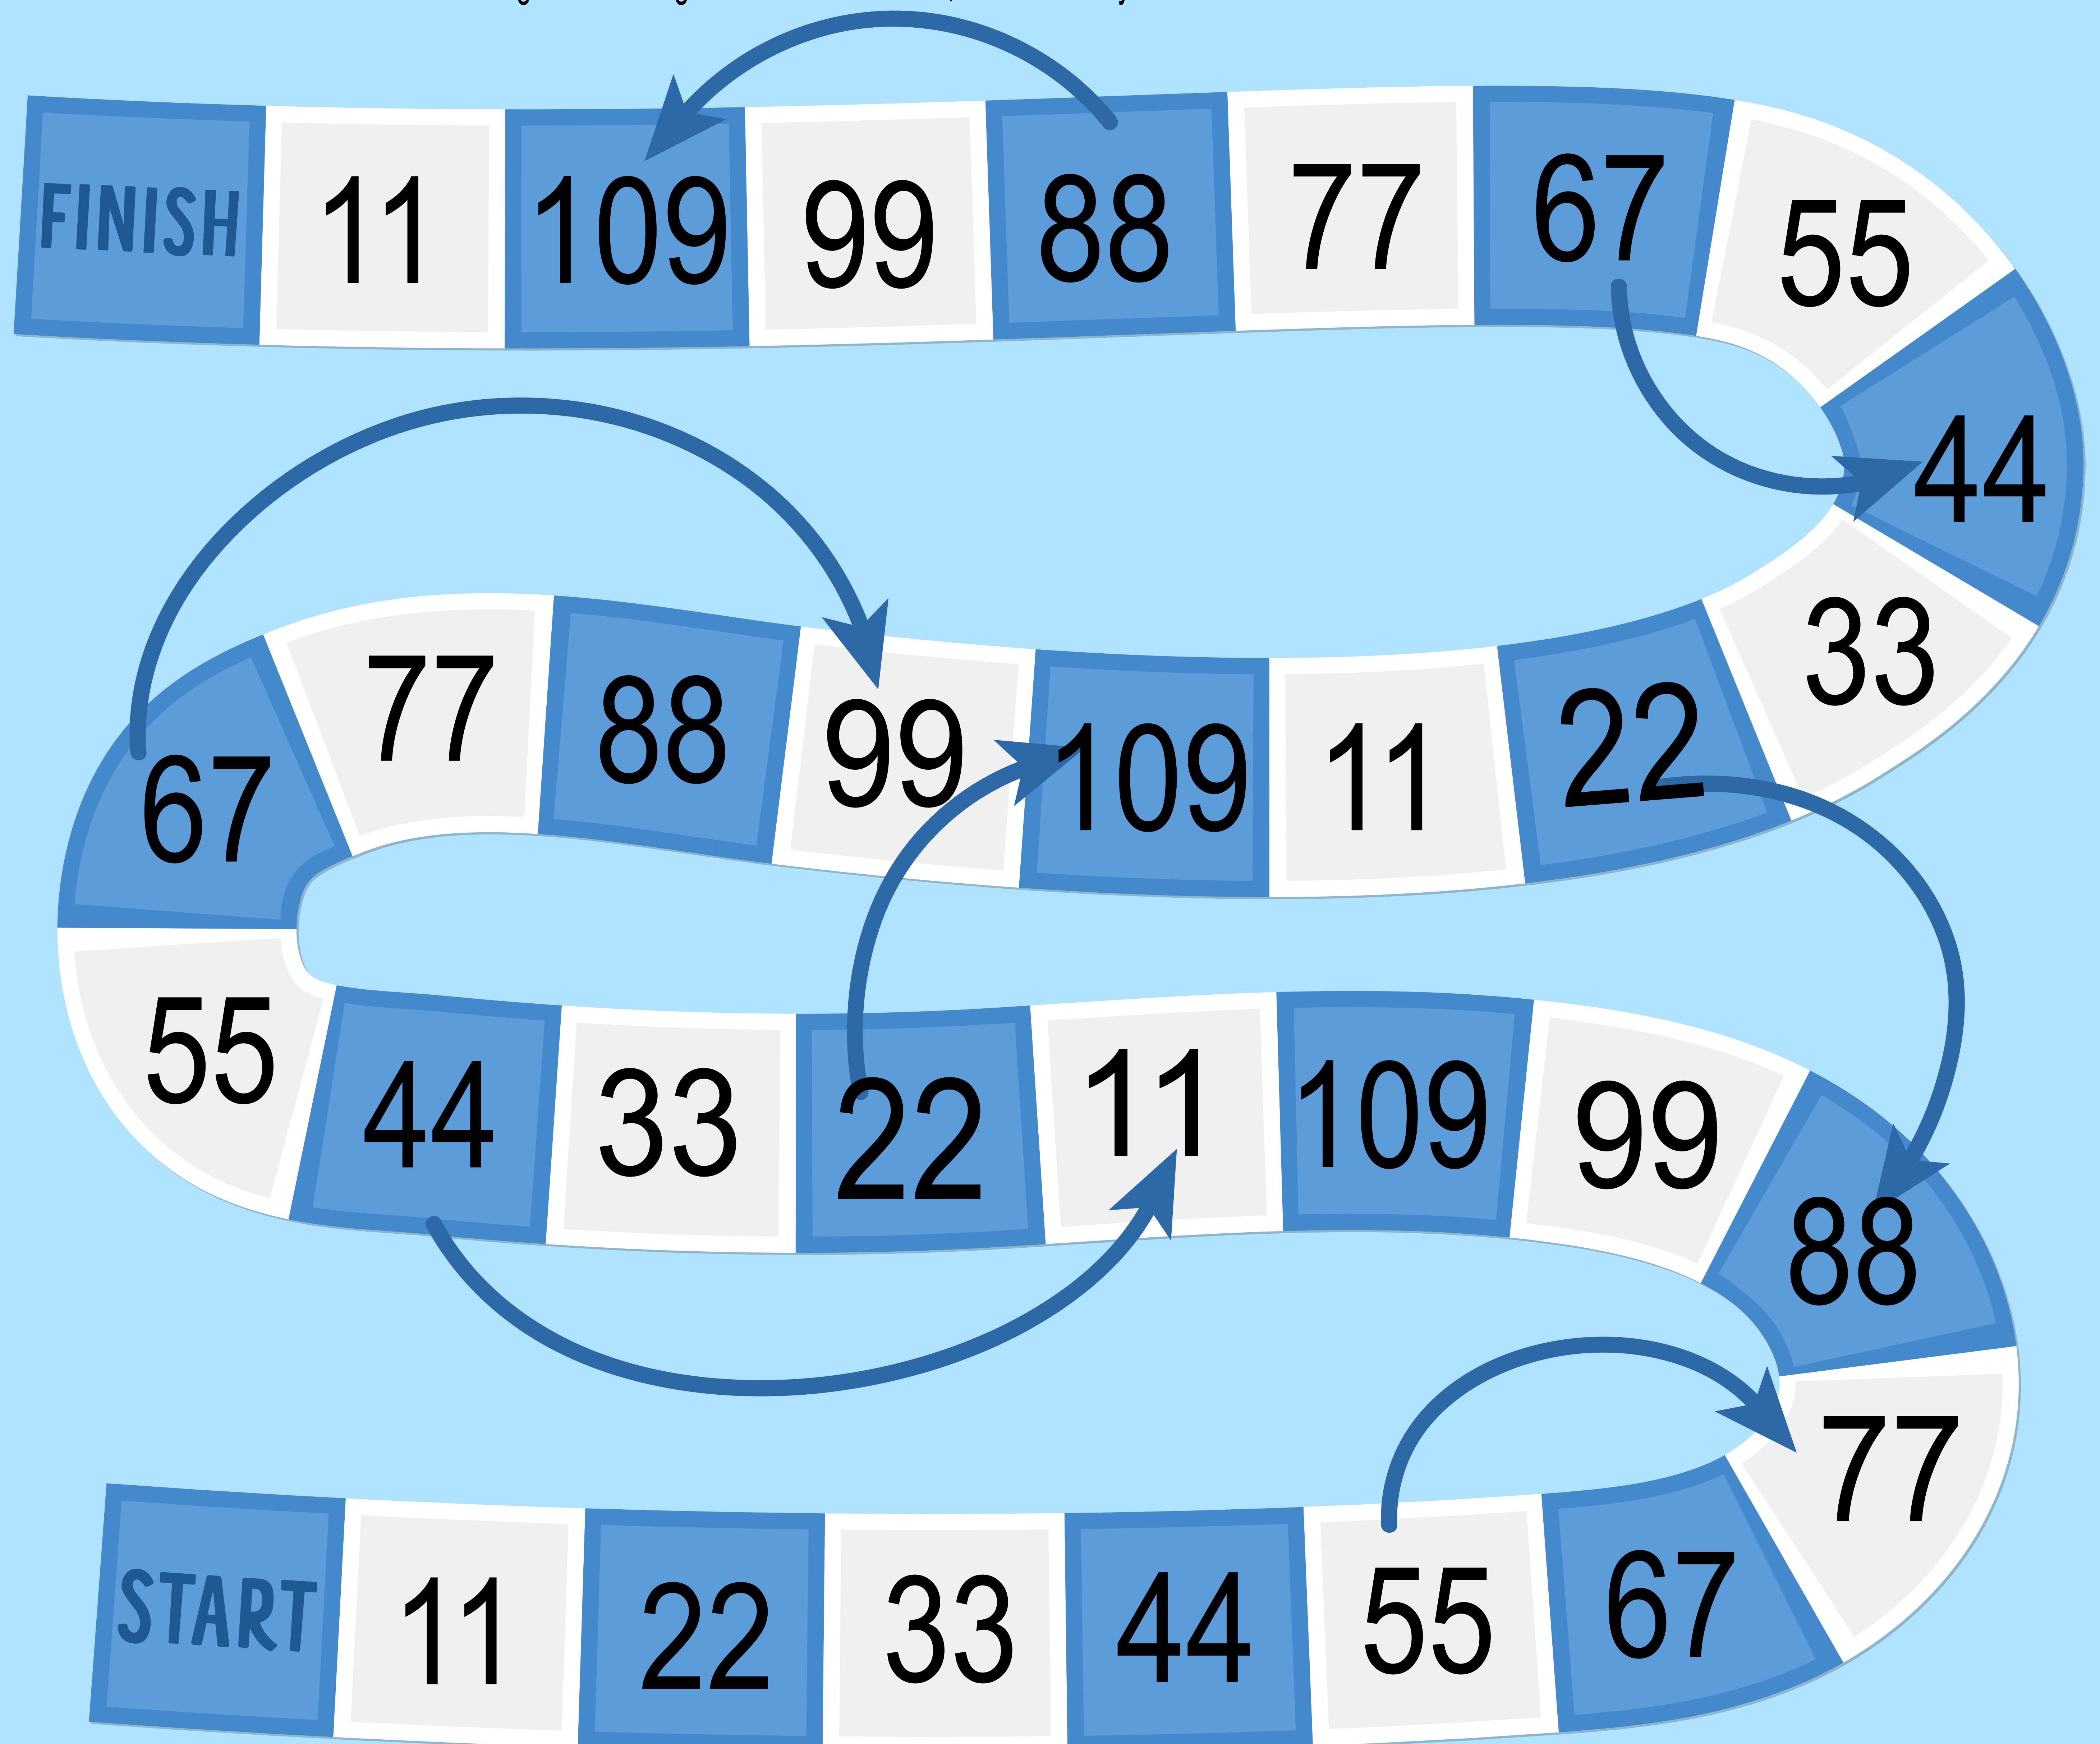 FINISH 11 109 99 88 77 67 55
44
33
67 77 88 99 109 11 22
55 44 33 22 11 109 99 88
77
START 11 22 33 44 55 67